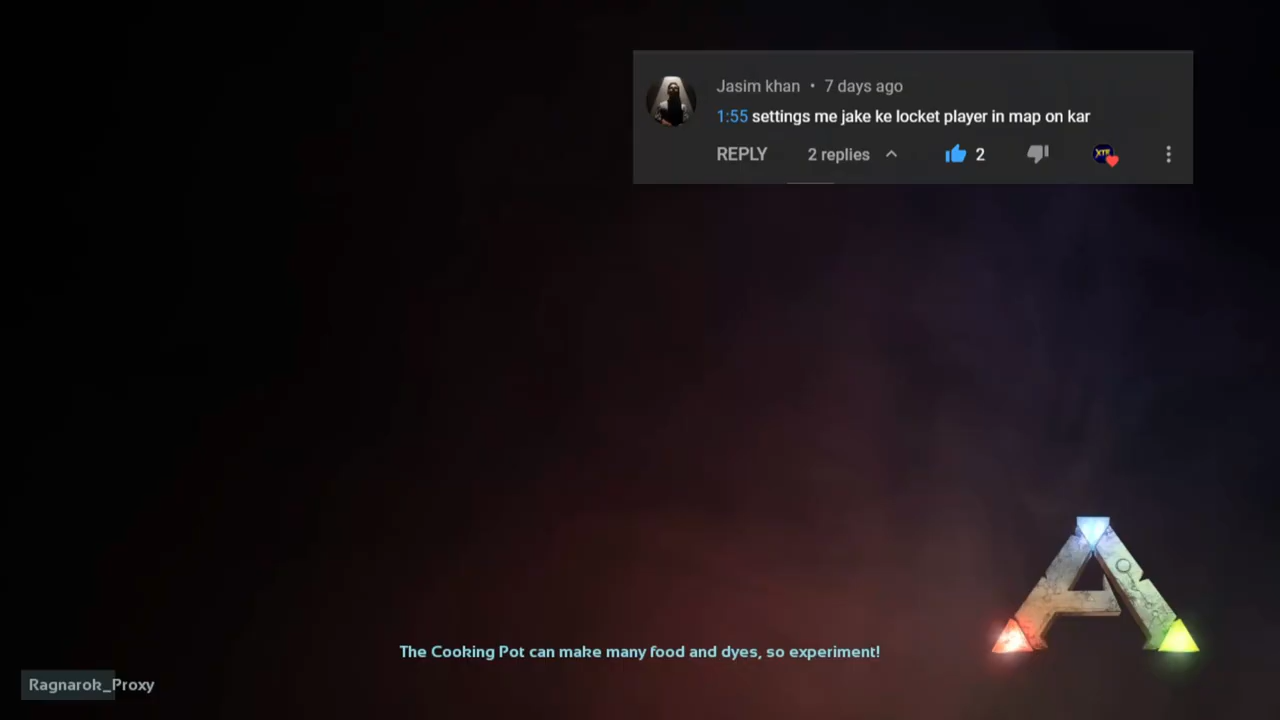 Jasim khan • 7 days ago
1:55 settings me jake ke locket player in map on kar
REPLY 2 replies 2
XTR
The Cooking Pot can make many food and dyes, so experiment!
Ragnarok_Proxy